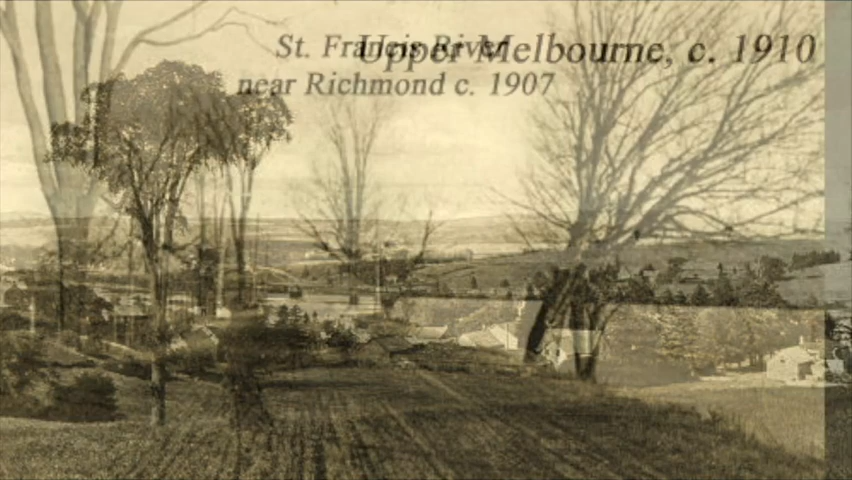 St. Francis River
Upper Melbourne, c. 1910
near Richmond c. 1907